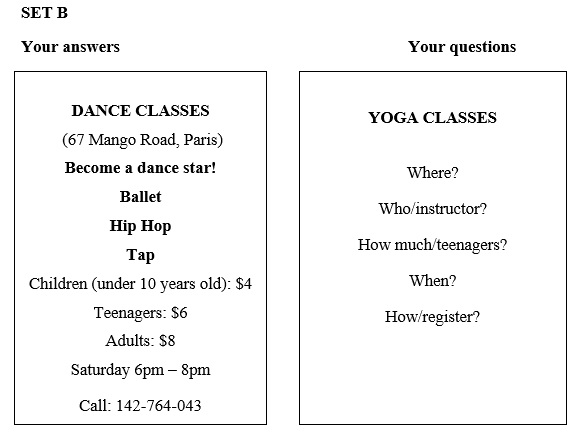 SET B
Your answers
Your questions
DANCE CLASSES
(67 Mango Road, Paris)
Become a dance star!
Ballet
Hip Hop
Tap
Children (under 10 years old): $4
Teenagers: $6
Adults: $8
Saturday 6pm – 8pm
Call: 142-764-043
YOGA CLASSES
Where?
Who/instructor?
How much/teenagers?
When?
How/register?